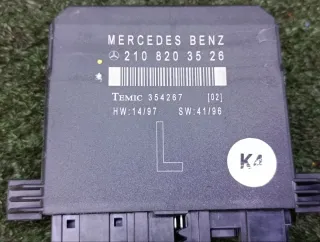 MERCEDES BENZ
210 820 35 26
TEMIC 354267 [02]
HW:14/97 SW:41/96
L
K4